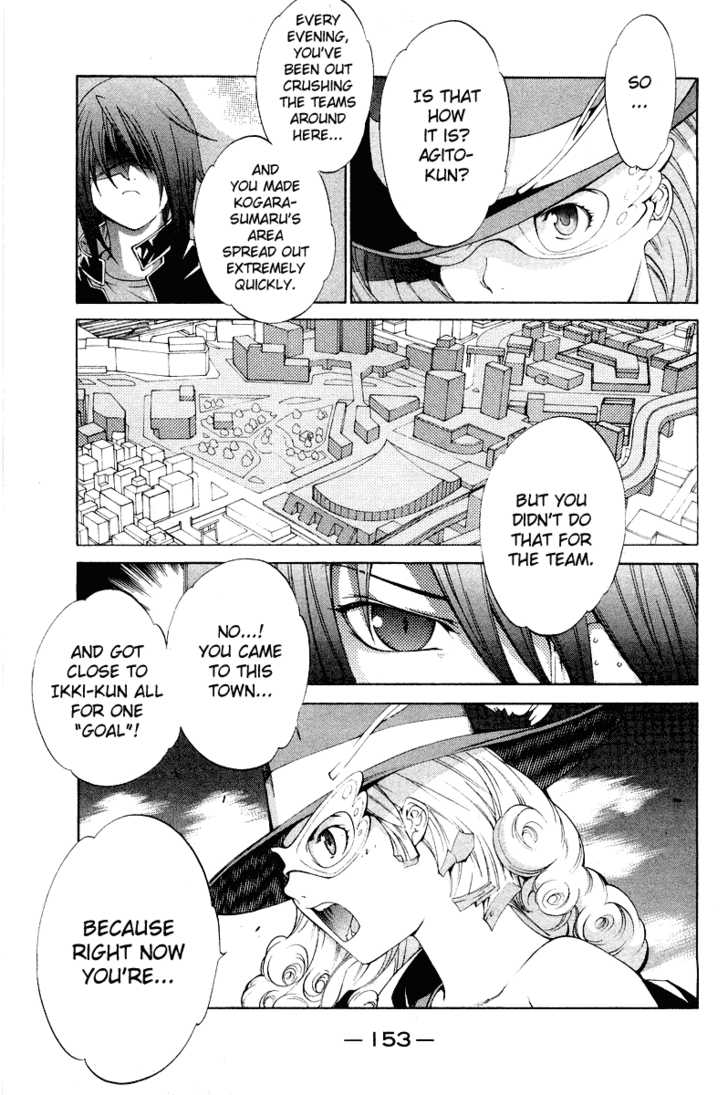 SO
...
IS THAT
HOW
IT IS?
AGITO-
KUN?
EVERY
EVENING,
YOU'VE
BEEN OUT
CRUSHING
THE TEAMS
AROUND
HERE...
AND
YOU MADE
KOGARA-
SUMARU'S
AREA
SPREAD OUT
EXTREMELY
QUICKLY.
BUT YOU
DIDN'T DO
THAT FOR
THE TEAM.
NO...!
YOU CAME
TO THIS
TOWN...
AND GOT
CLOSE TO
IKKI-KUN ALL
FOR ONE
"GOAL"!
BECAUSE
RIGHT NOW
YOU'RE...
— 153 —